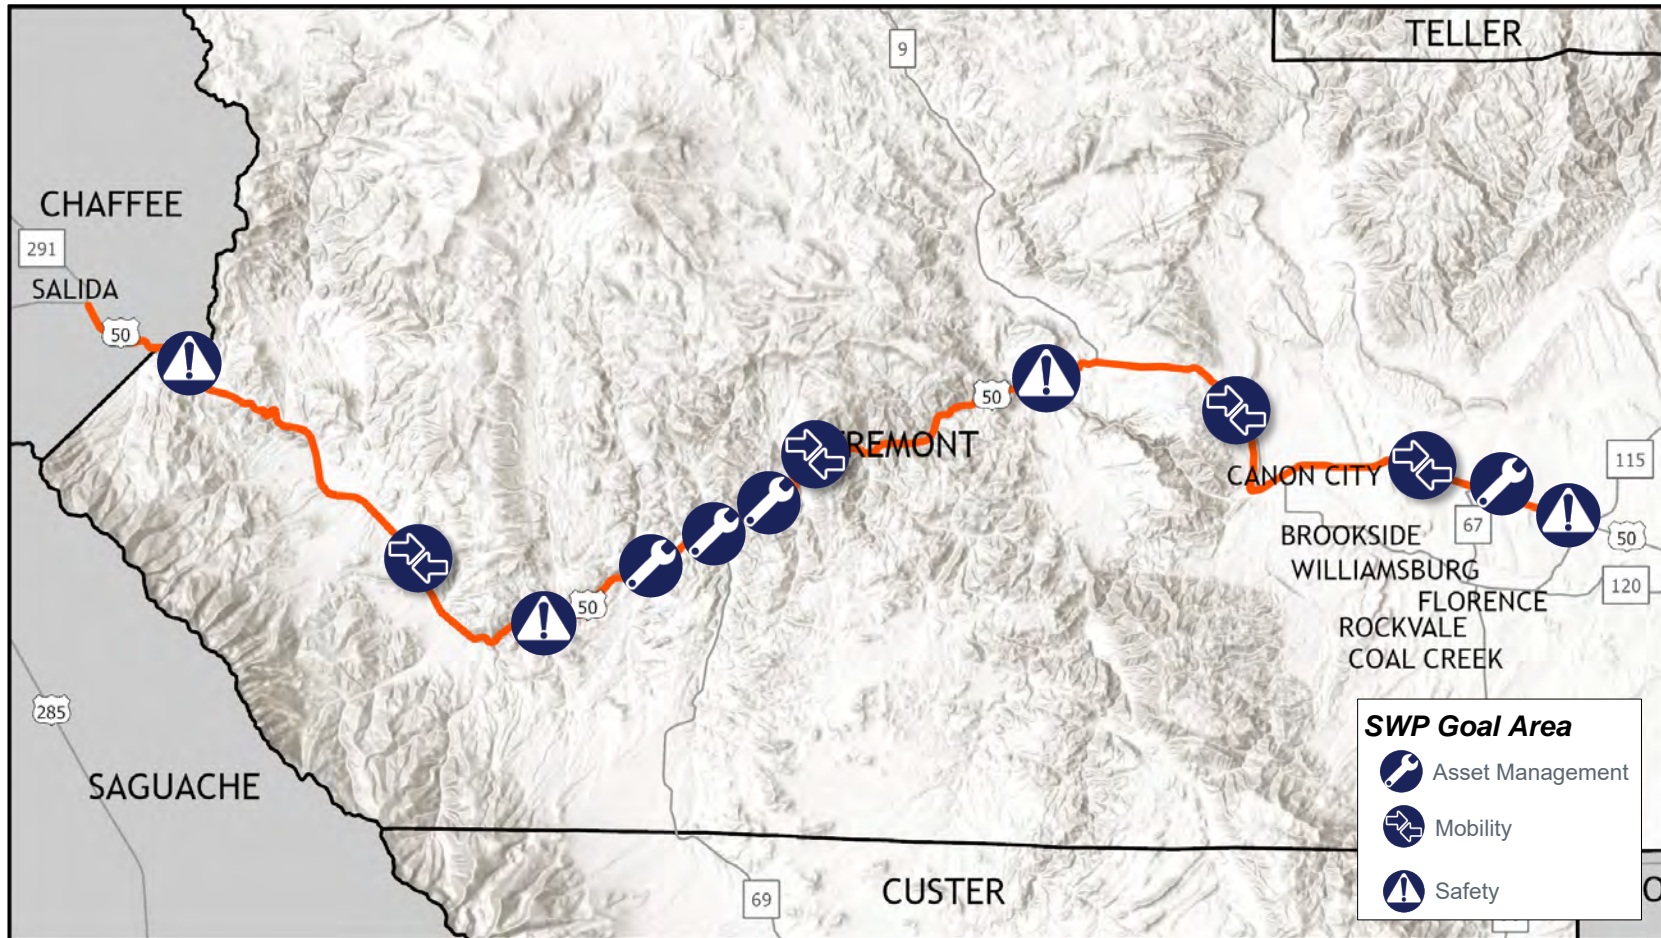 TELLER
9
CHAFFEE
291
SALIDA
50
50
FREMONT
CANON CITY
115
67
50
BROOKSIDE
WILLIAMSBURG
120
FLORENCE
50
ROCKVALE
COAL CREEK
285
SWP Goal Area
Asset Management
SAGUACHE
Mobility
CUSTER
69
Safety